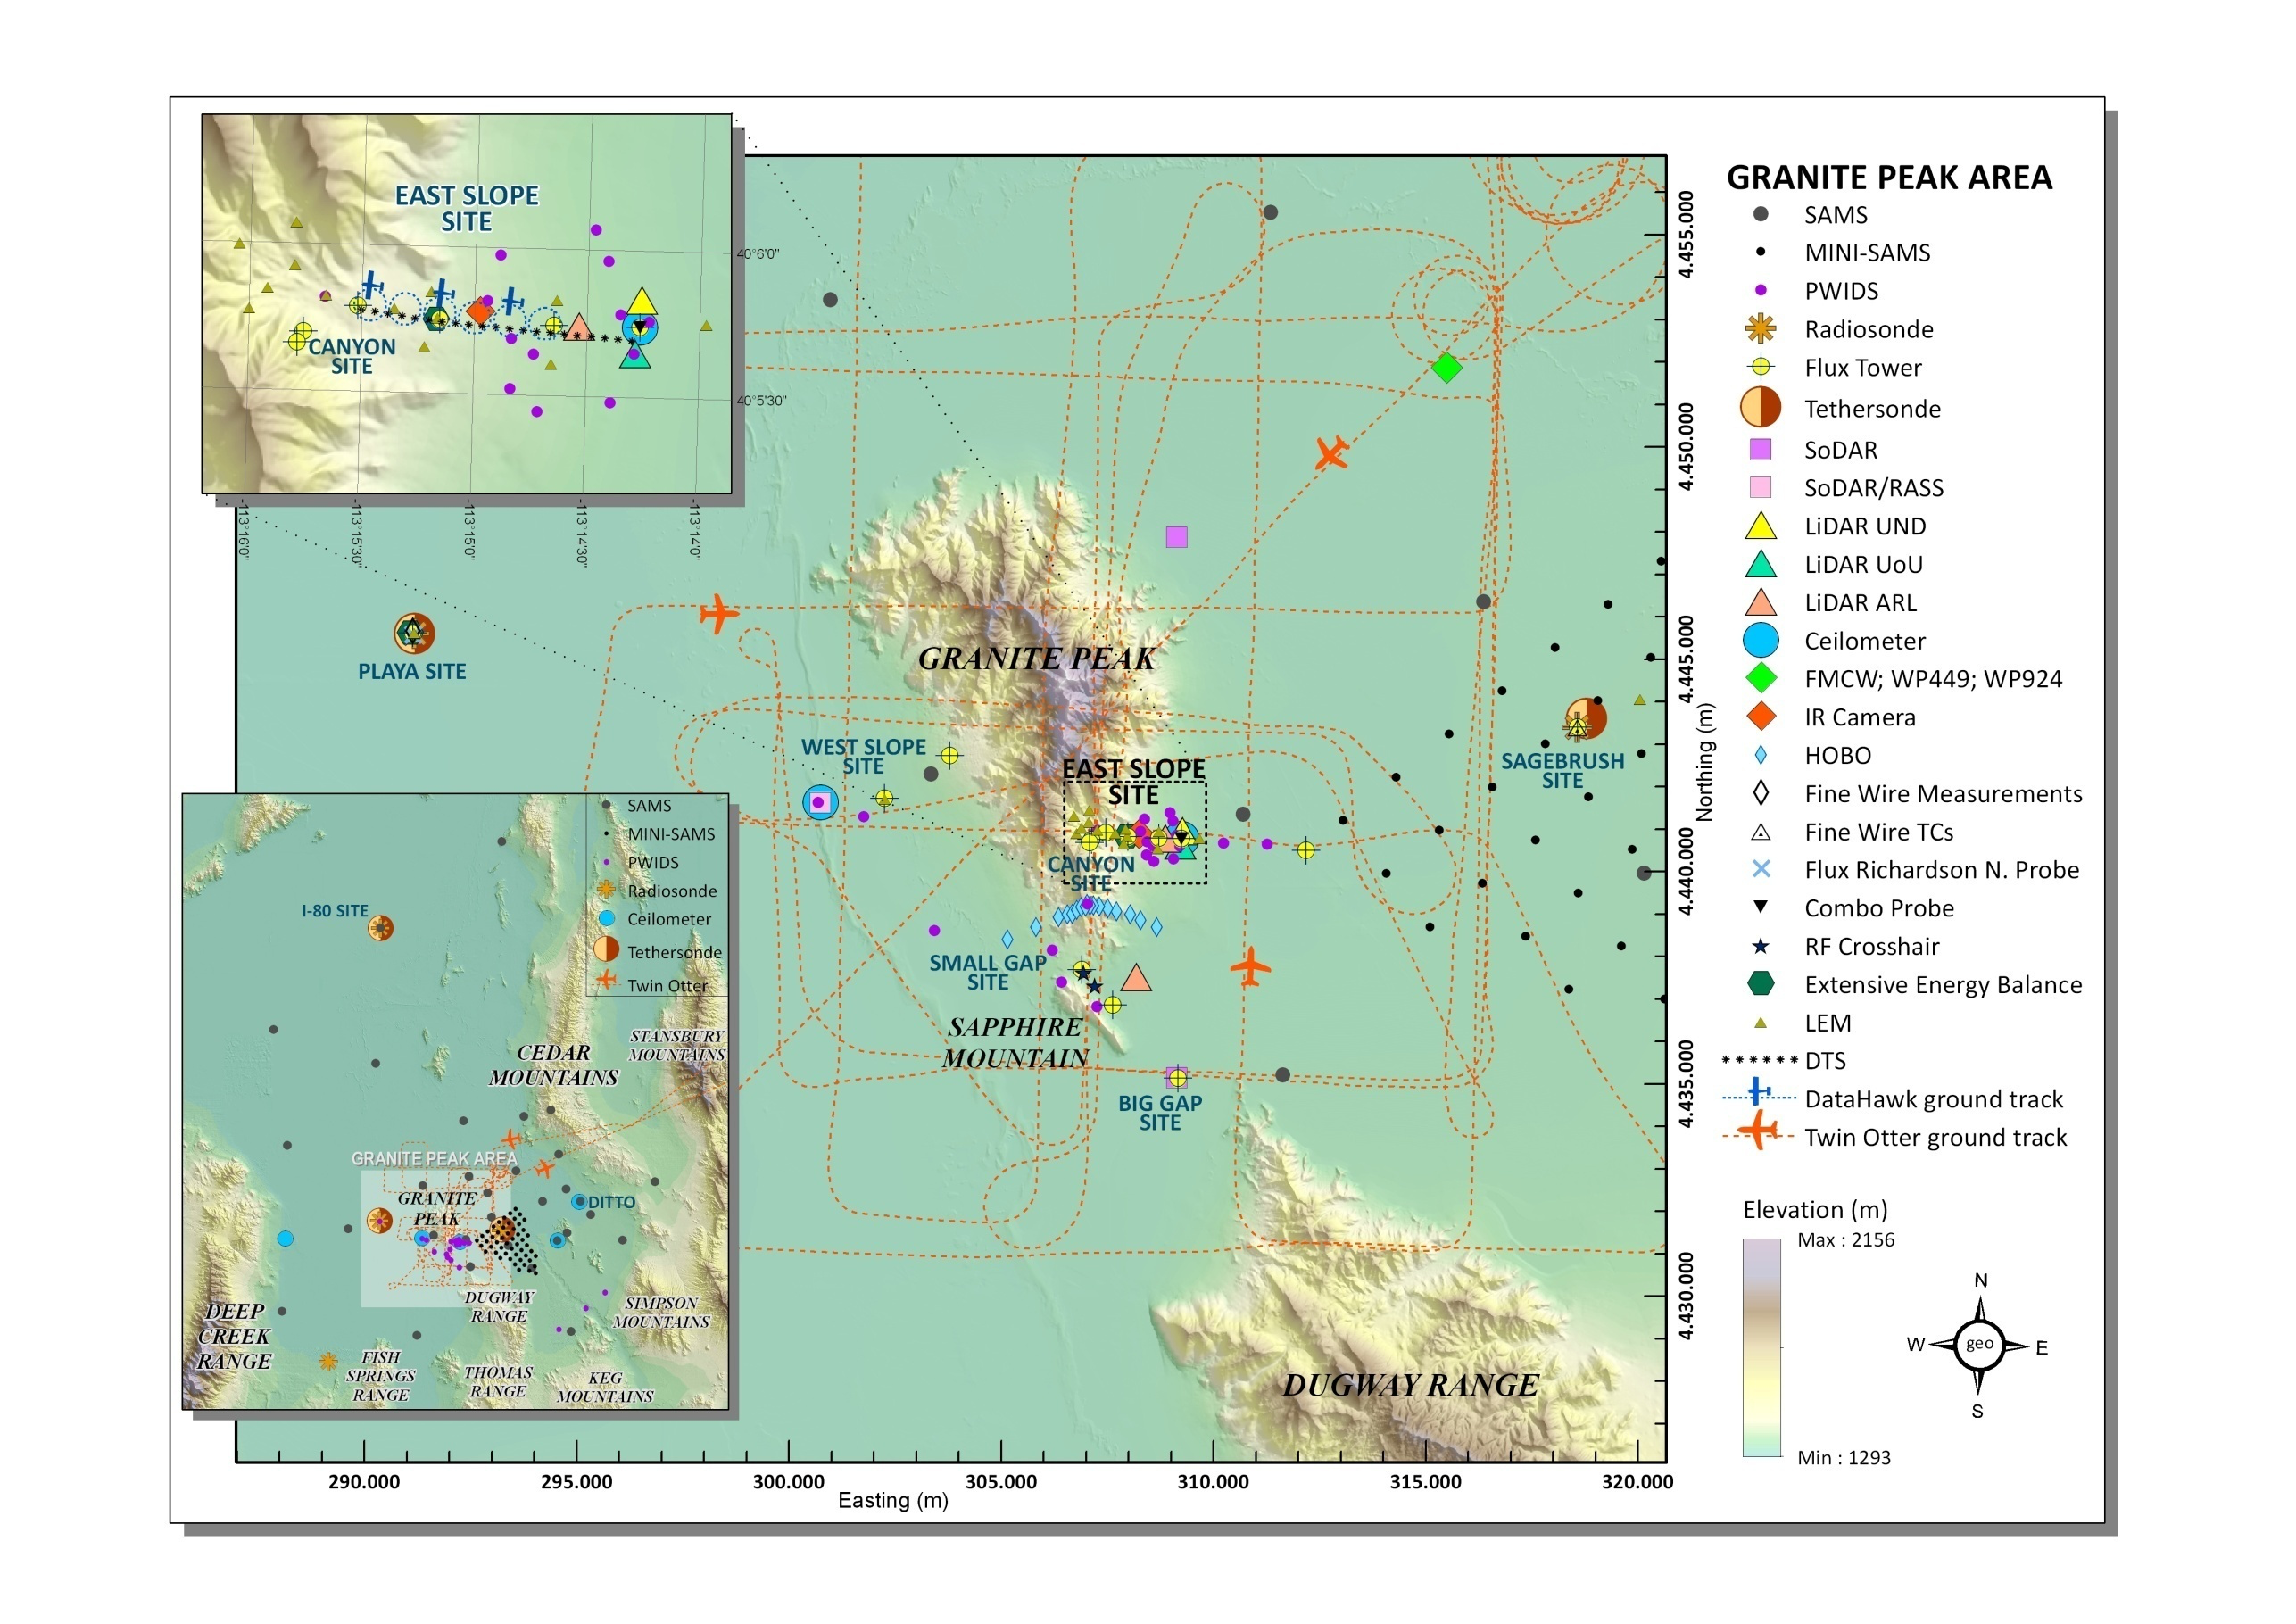 EAST SLOPE
SITE
CANYON
SITE
40°6'0"
40°5'30"
113°16'0"
113°15'30"
113°15'0"
113°14'30"
113°14'0"
PLAYA SITE
GRANITE PEAK
WEST SLOPE
SITE
EAST SLOPE
SITE
CANYON
SITE
SAGEBRUSH
SITE
SMALL GAP
SITE
SAPPHIRE
MOUNTAIN
BIG GAP
SITE
DUGWAY RANGE
4.455.000
4.450.000
4.445.000
4.440.000
4.435.000
4.430.000
Northing (m)
290.000
295.000
300.000
305.000
310.000
315.000
320.000
Easting (m)
SAMS
MINI-SAMS
PWIDS
Radiosonde
Ceilometer
Tethersonde
Twin Otter
I-80 SITE
CEDAR
MOUNTAINS
STANSBURY
MOUNTAINS
GRANITE PEAK AREA
GRANITE
PEAK
DITTO
DUGWAY
RANGE
SIMPSON
MOUNTAINS
DEEP
CREEK
RANGE
FISH
SPRINGS
RANGE
THOMAS
RANGE
KEG
MOUNTAINS
GRANITE PEAK AREA
SAMS
MINI-SAMS
PWIDS
Radiosonde
Flux Tower
Tethersonde
SoDAR
SoDAR/RASS
LiDAR UND
LiDAR UoU
LiDAR ARL
Ceilometer
FMCW; WP449; WP924
IR Camera
HOBO
Fine Wire Measurements
Fine Wire TCs
Flux Richardson N. Probe
Combo Probe
RF Crosshair
Extensive Energy Balance
LEM
DTS
DataHawk ground track
Twin Otter ground track
Elevation (m)
Max : 2156
Min : 1293
N
W
geo
E
S